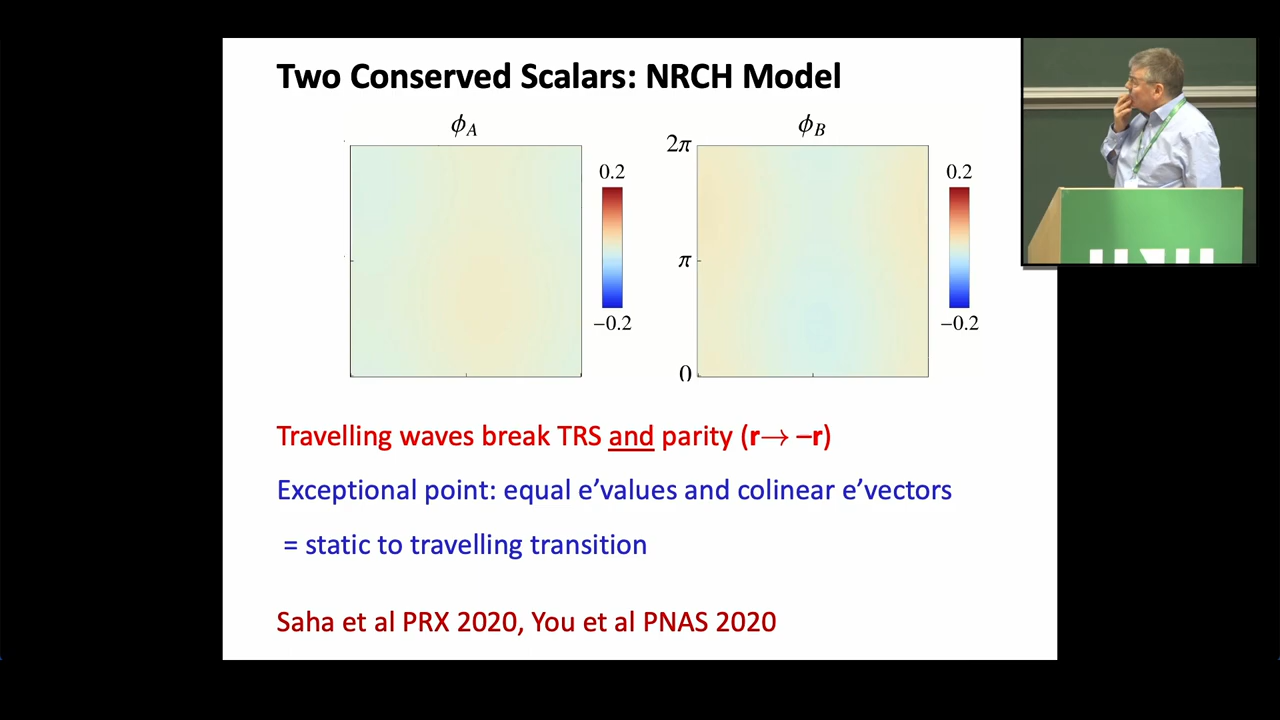 Two Conserved Scalars: NRCH Model
ϕA
ϕB
2π
π
0
0.2
−0.2
0.2
−0.2
Travelling waves break TRS and parity (r→ –r)
Exceptional point: equal e’values and colinear e’vectors
= static to travelling transition
Saha et al PRX 2020, You et al PNAS 2020